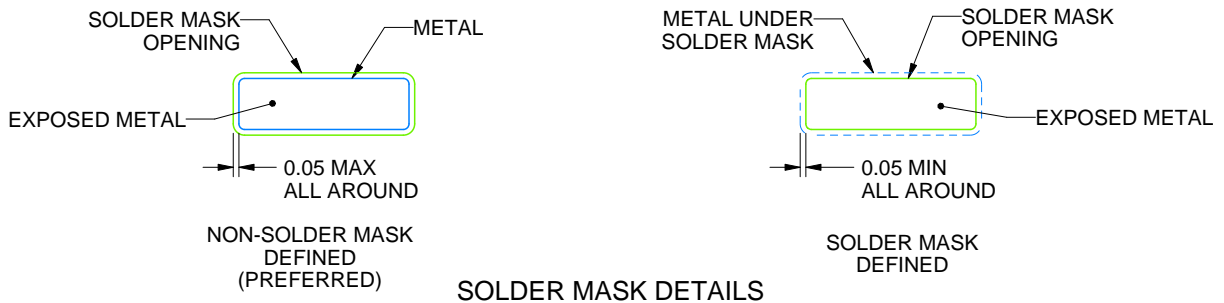 SOLDER MASK
OPENING
METAL
EXPOSED METAL
0.05 MAX
ALL AROUND
NON-SOLDER MASK
DEFINED
(PREFERRED)
METAL UNDER
SOLDER MASK
SOLDER MASK
OPENING
EXPOSED METAL
0.05 MIN
ALL AROUND
SOLDER MASK
DEFINED
SOLDER MASK DETAILS